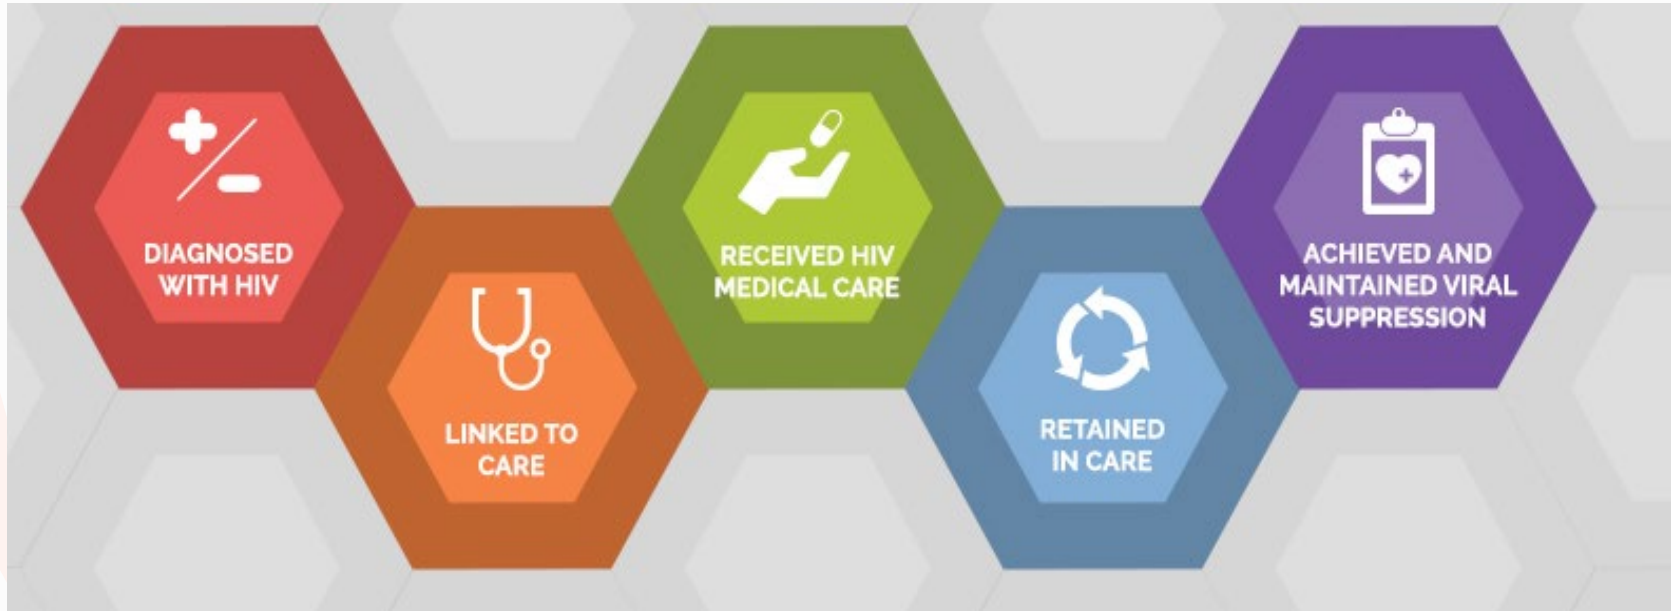 DIAGNOSED
WITH HIV
LINKED TO
CARE
RECEIVED HIV
MEDICAL CARE
RETAINED
IN CARE
ACHIEVED AND
MAINTAINED VIRAL
SUPPRESSION